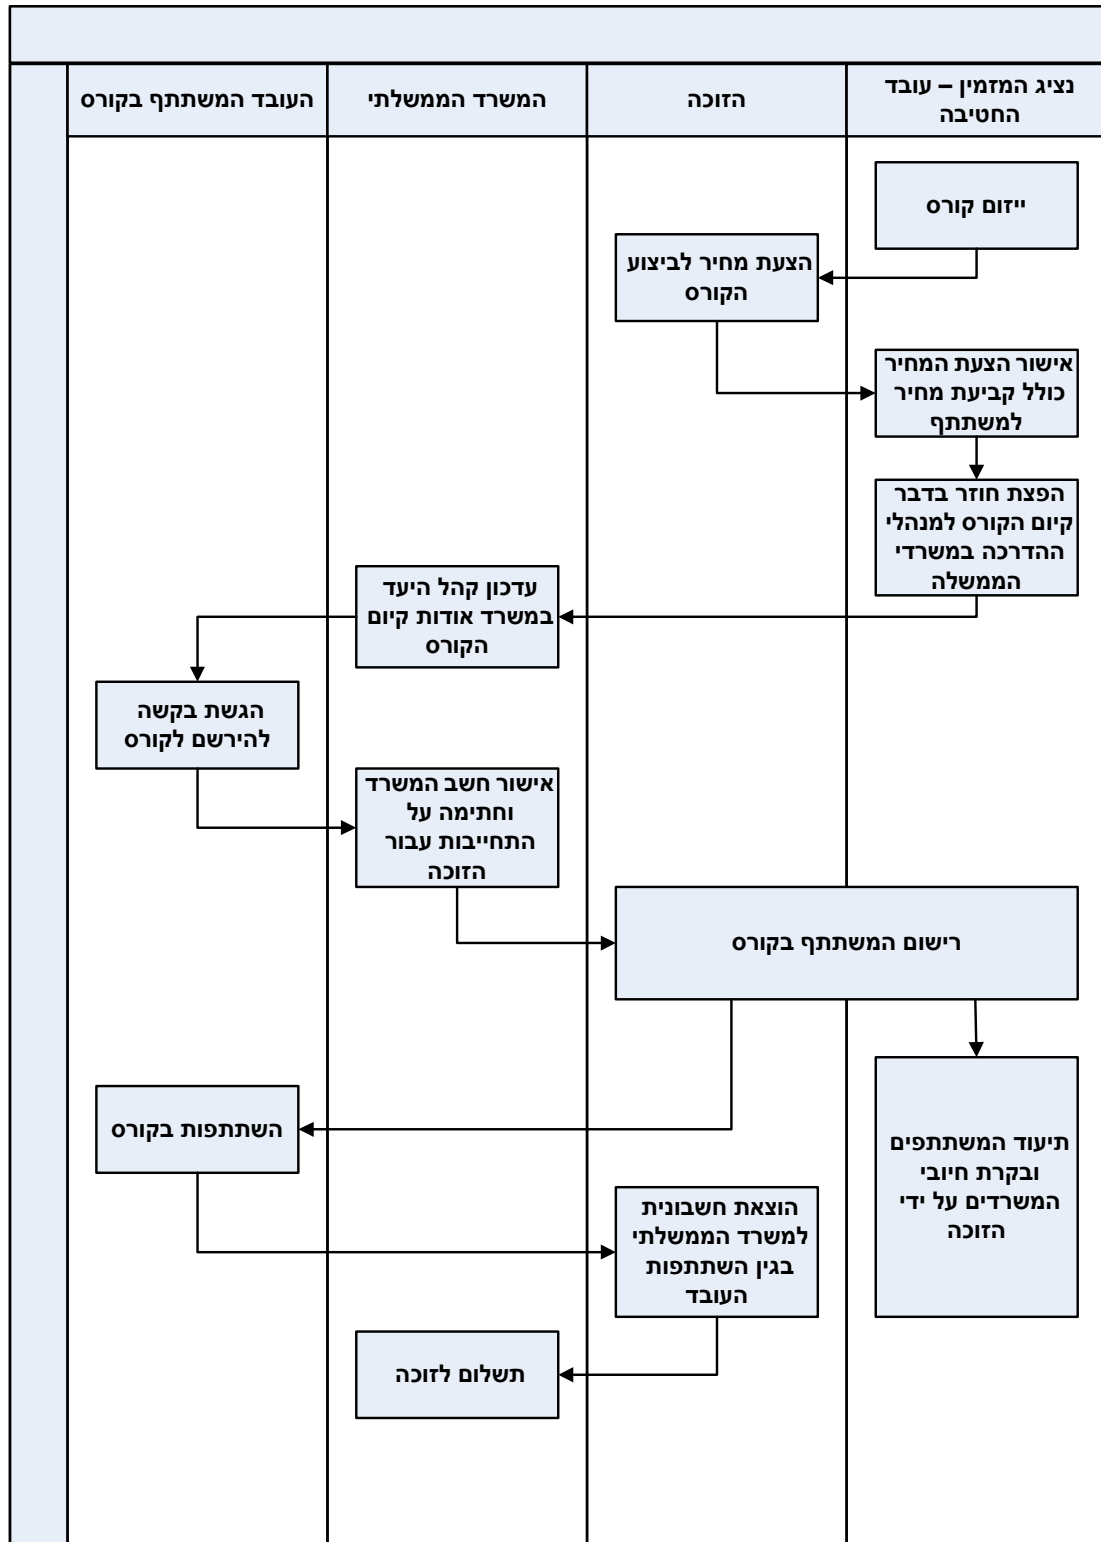 נציג המזמין – עובד
החטיבה
הזוכה
המשרד הממשלתי
העובד המשתתף בקורס
ייזום קורס
הצעת מחיר לביצוע
הקורס
אישור הצעת המחיר
כולל קביעת מחיר
למשתתף
הפצת חוזר בדבר
קיום הקורס למנהלי
ההדרכה במשרדי
הממשלה
עדכון קהל היעד
במשרד אודות קיום
הקורס
הגשת בקשה
להירשם לקורס
אישור חשב המשרד
וחתימה על
התחייבות עבור
הזוכה
רישום המשתתף בקורס
השתתפות בקורס
תיעוד המשתתפים
ובקרת חיובי
המשרדים על ידי
הזוכה
הוצאת חשבונית
למשרד הממשלתי
בגין השתתפות
העובד
תשלום לזוכה